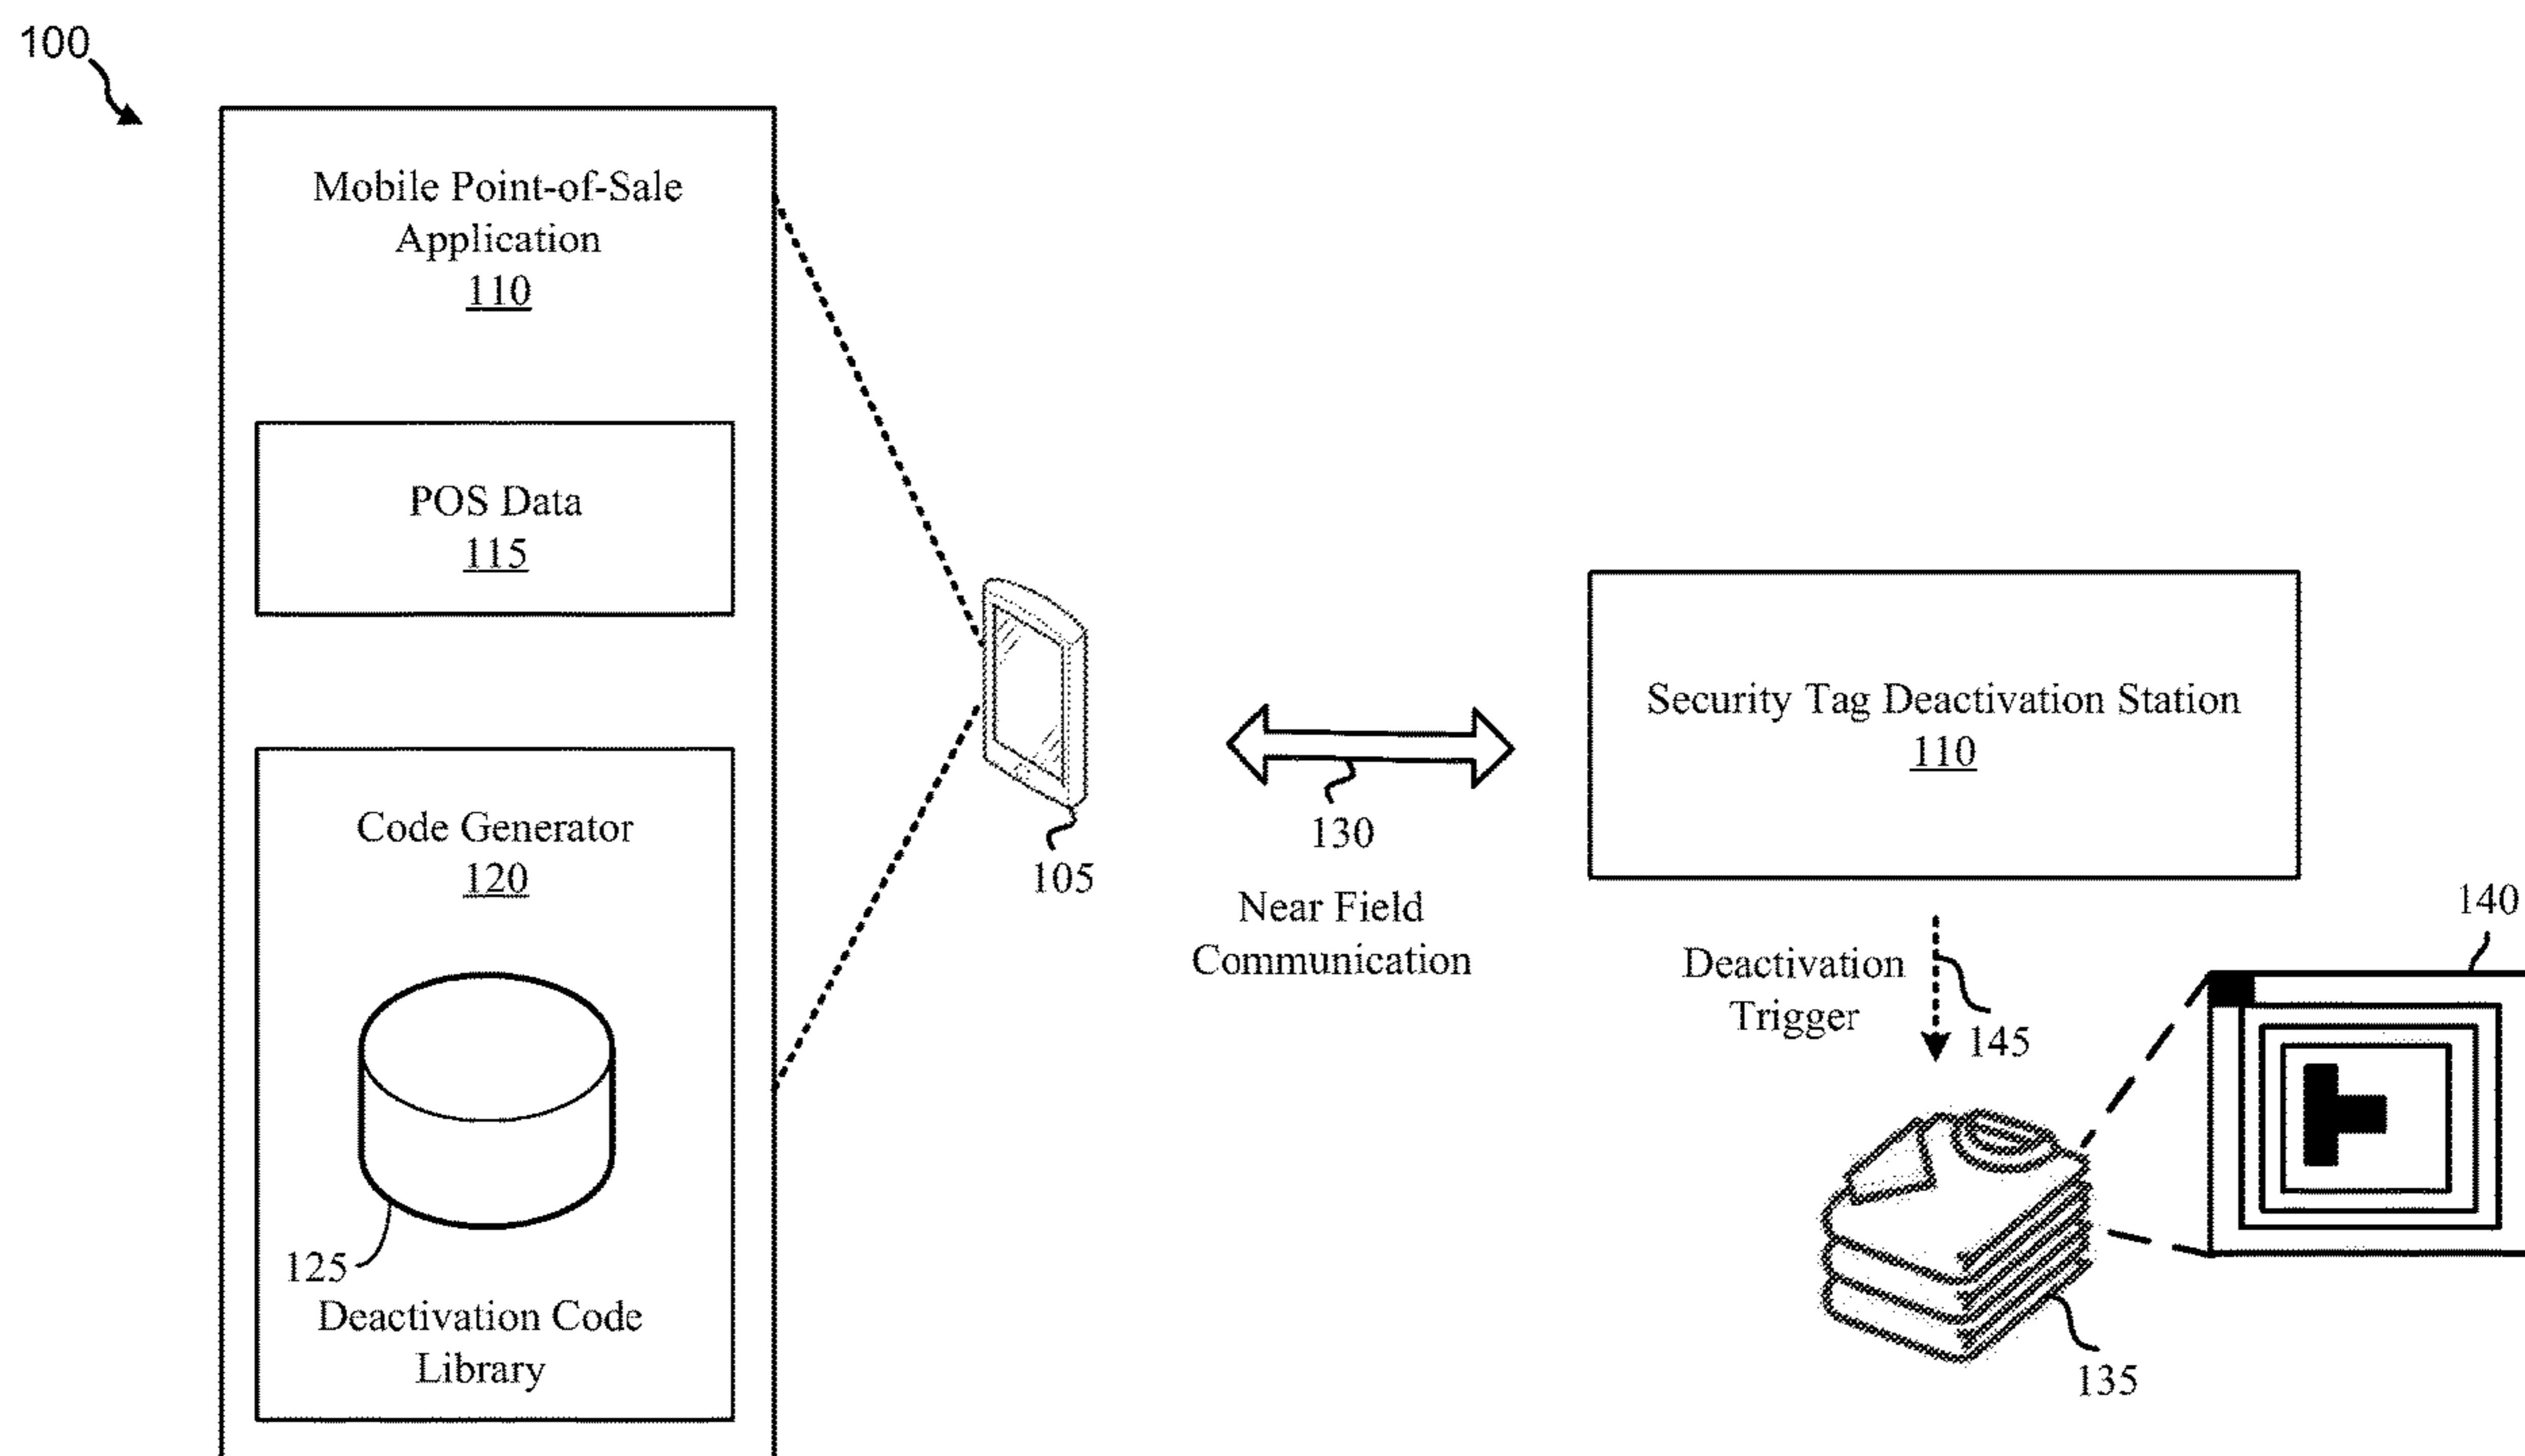 100
Mobile Point-of-Sale
Application
110
POS Data
115
Code Generator
120
125
Deactivation Code
Library
105
130
Near Field
Communication
Security Tag Deactivation Station
110
Deactivation
Trigger
145
140
135